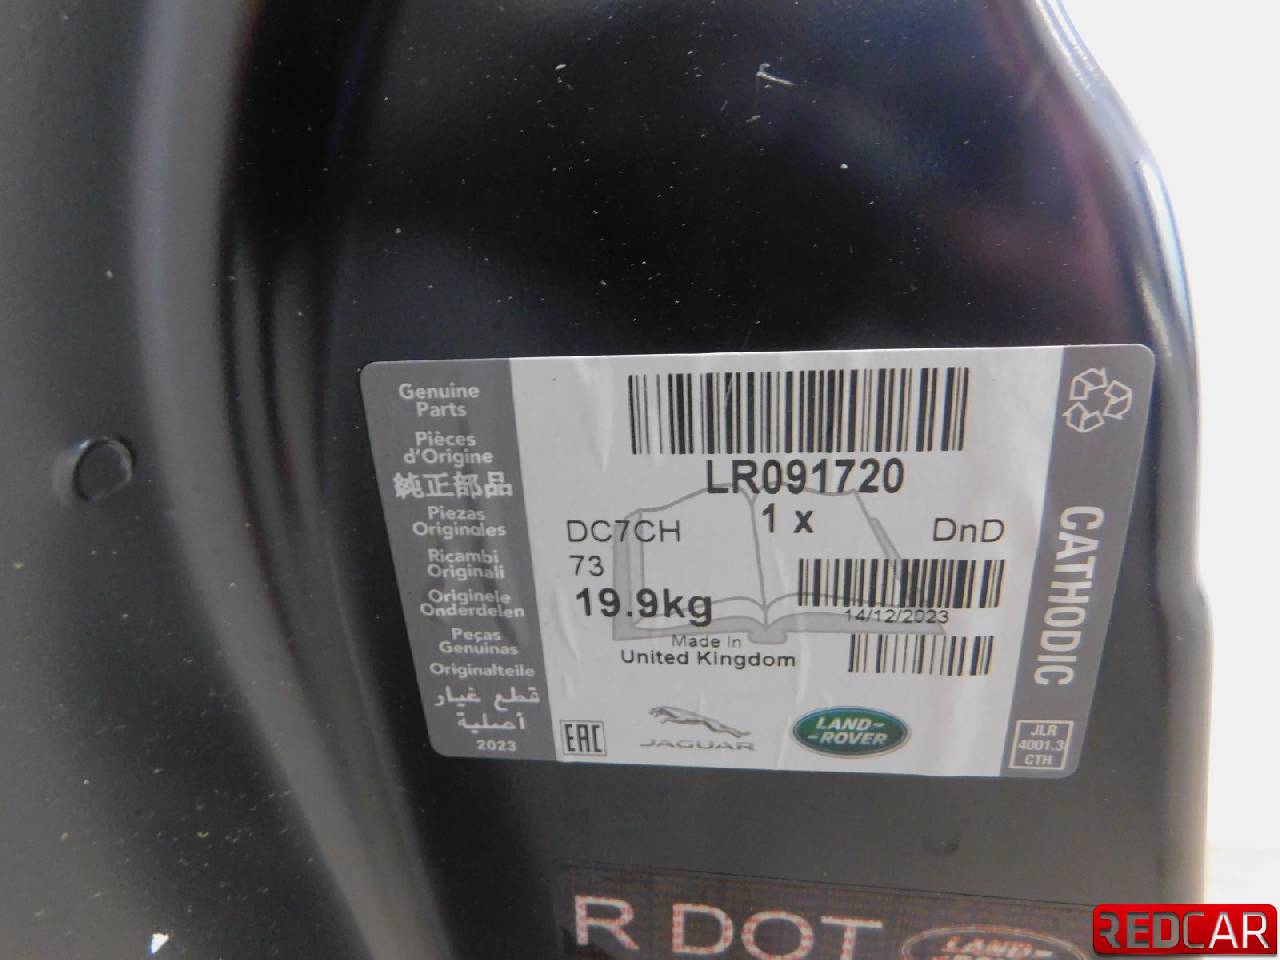 Genuine
Parts
Pièces
d'Origine
純正部品
Piezas
Originales
Ricambi
Originali
Originele
Onderdelen
Peças
Genuinas
Originalteile
قطع غيار
أصلية
2023
LR091720
1 x
DC7CH
DnD
73
19.9kg
14/12/2023
Made In
United Kingdom
EAC
JAGUAR
LAND-
-ROVER
CATHODIC
JLR
4001.3
CTH
R DOT
LAND-
REDCAR